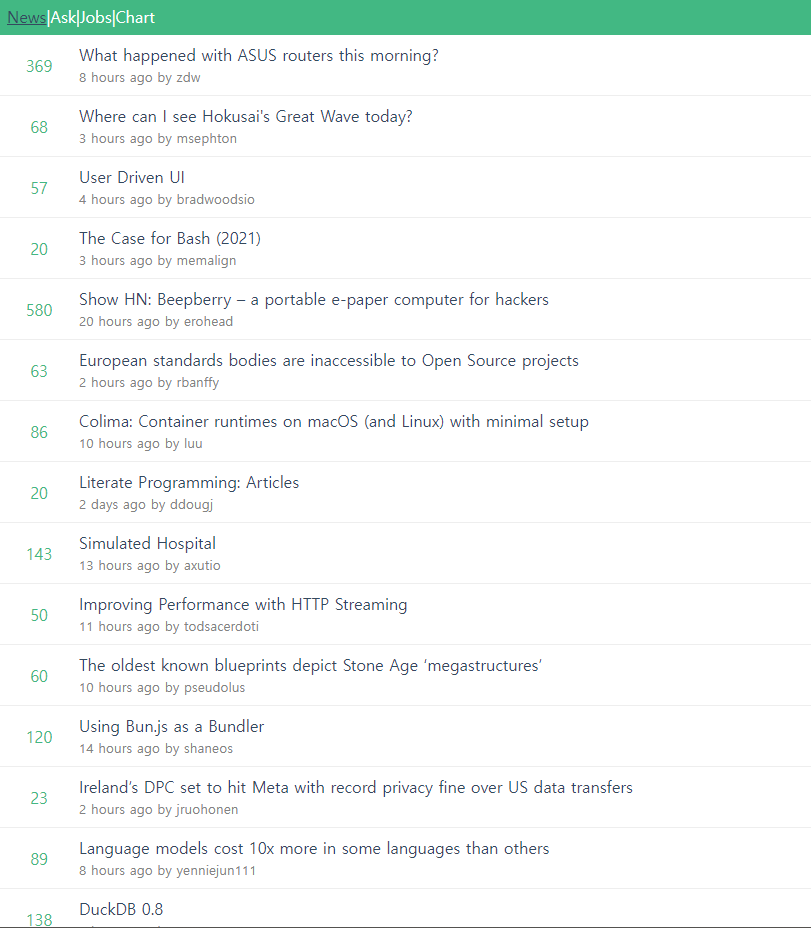 News|Ask|Jobs|Chart
369
What happened with ASUS routers this morning?
8 hours ago by zdw
68
Where can I see Hokusai's Great Wave today?
3 hours ago by msephton
57
User Driven UI
4 hours ago by bradwoodsio
20
The Case for Bash (2021)
3 hours ago by memalign
580
Show HN: Beepberry – a portable e-paper computer for hackers
20 hours ago by erohead
63
European standards bodies are inaccessible to Open Source projects
2 hours ago by rbanffy
86
Colima: Container runtimes on macOS (and Linux) with minimal setup
10 hours ago by luu
20
Literate Programming: Articles
2 days ago by ddougj
143
Simulated Hospital
13 hours ago by axutio
50
Improving Performance with HTTP Streaming
11 hours ago by todsacerdoti
60
The oldest known blueprints depict Stone Age ‘megastructures’
10 hours ago by pseudolus
120
Using Bun.js as a Bundler
14 hours ago by shaneos
23
Ireland’s DPC set to hit Meta with record privacy fine over US data transfers
2 hours ago by jruohonen
89
Language models cost 10x more in some languages than others
8 hours ago by yenniejun111
138
DuckDB 0.8